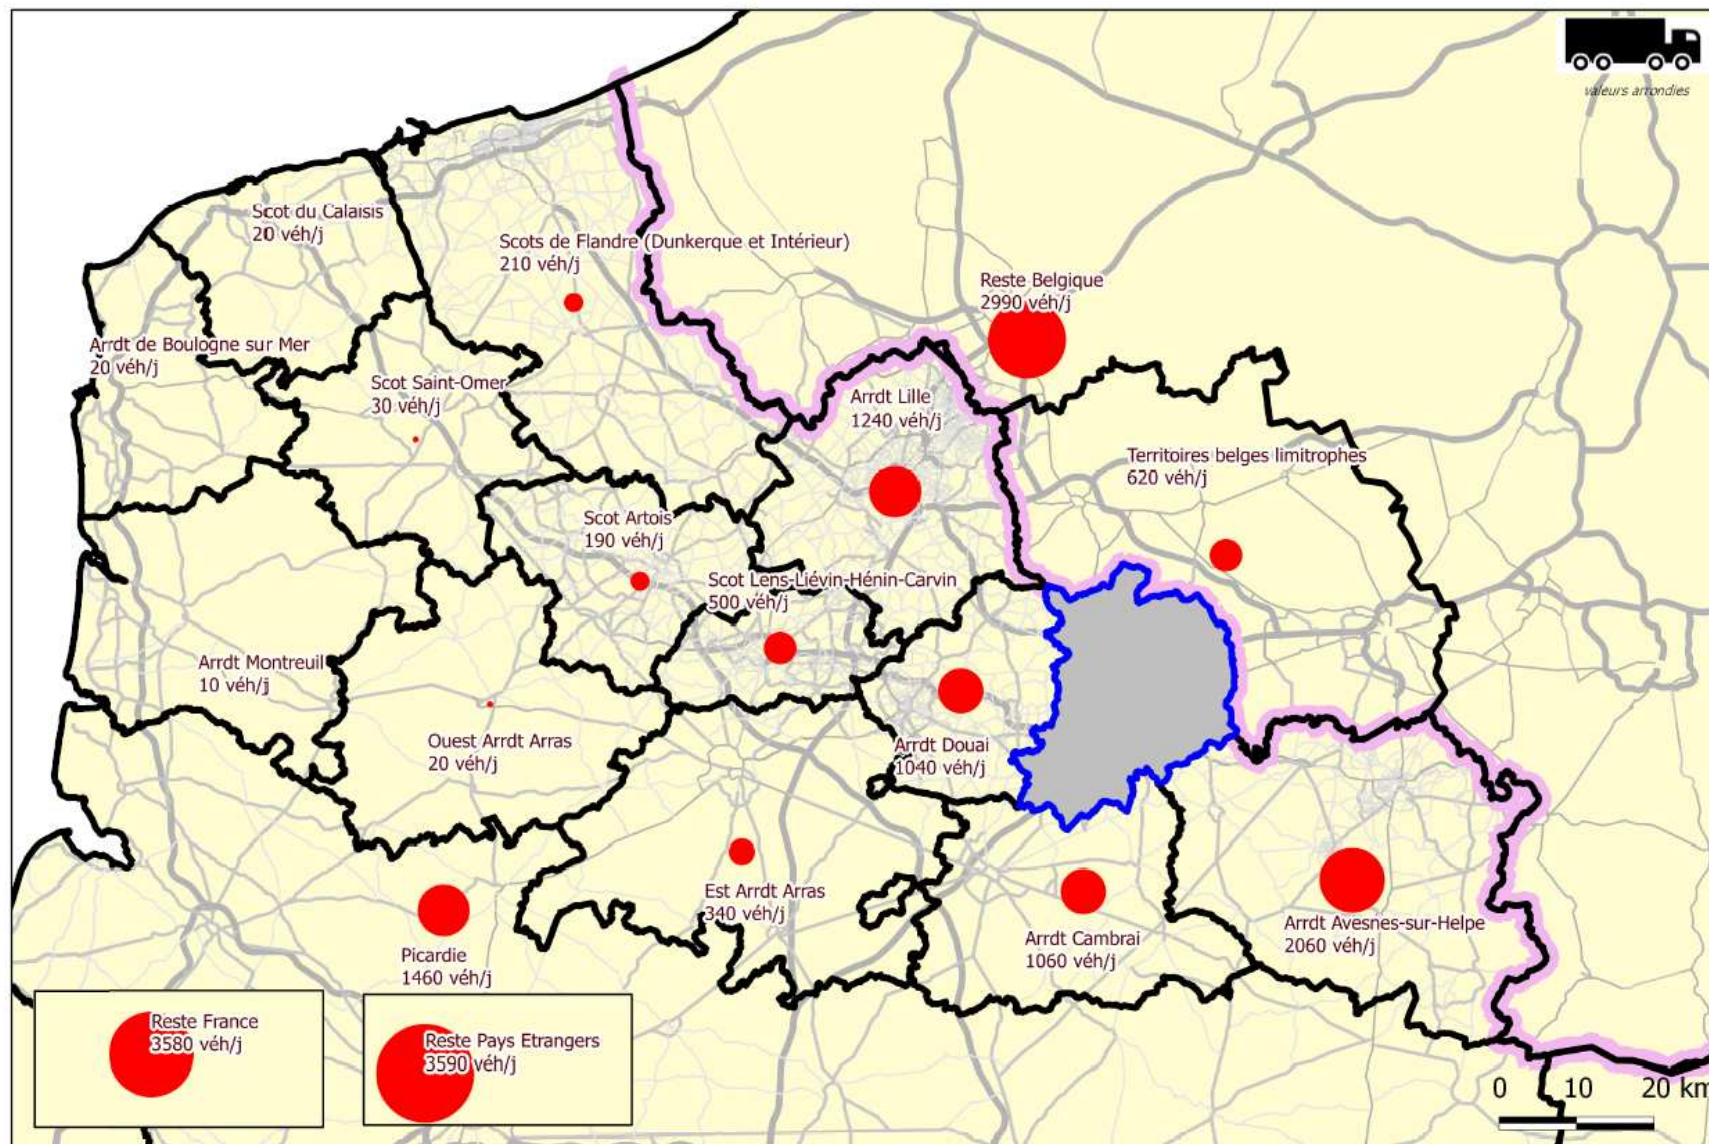 valeurs arrondies
Scot du Calaisis
20 véh/j
Scots de Flandre (Dunkerque et Intérieur)
210 véh/j
Reste Belgique
2990 véh/j
Arrdt de Boulogne sur Mer
20 véh/j
Scot Saint-Omer
30 véh/j
Arrdt Lille
1240 véh/j
Territoires belges limitrophes
620 véh/j
Scot Artois
190 véh/j
Scot Lens-Liévin-Hénin-Carvin
500 véh/j
Arrdt Montreuil
10 véh/j
Ouest Arrdt Arras
20 véh/j
Arrdt Douai
1040 véh/j
Est Arrdt Arras
340 véh/j
Arrdt Cambrai
1060 véh/j
Arrdt Avesnes-sur-Helpe
2060 véh/j
Picardie
1460 véh/j
Reste France
3580 véh/j
Reste Pays Etrangers
3590 véh/j
0 10 20 km